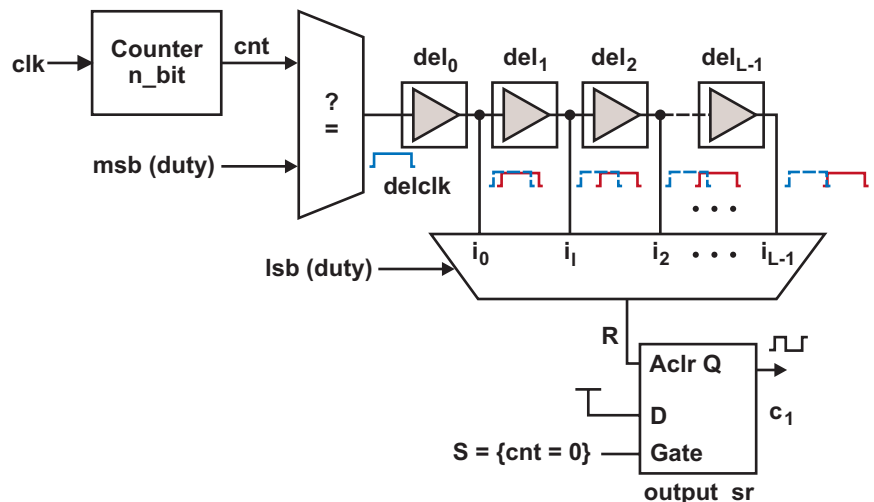 clk
Counter
n_bit
cnt
?
=
msb (duty)
delclk
del0
del1
del2
delL-1
lsb (duty)
i0
iI
i2
• • •
• • •
iL-1
R
Aclr Q
D
Gate
c1
S = {cnt = 0}
output_sr